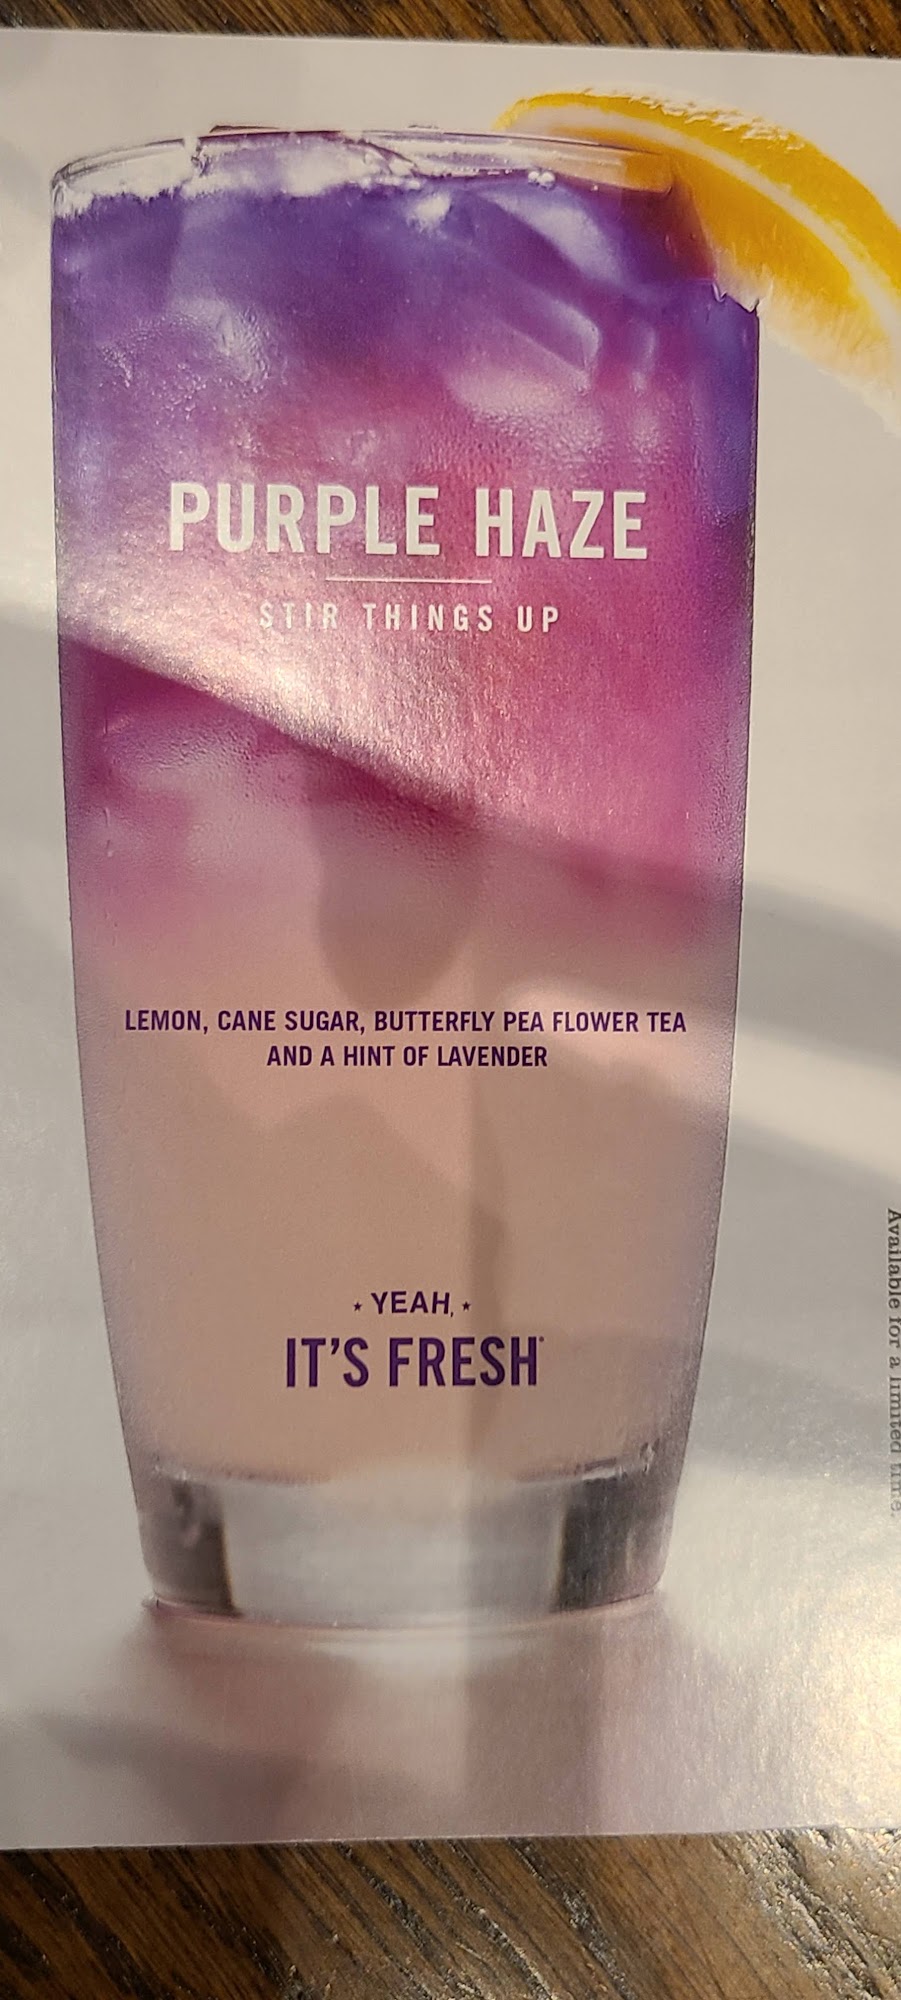 PURPLE HAZE
STIR THINGS UP
LEMON, CANE SUGAR, BUTTERFLY PEA FLOWER TEA
AND A HINT OF LAVENDER
YEAH,
IT'S FRESH
Available for a limited time.